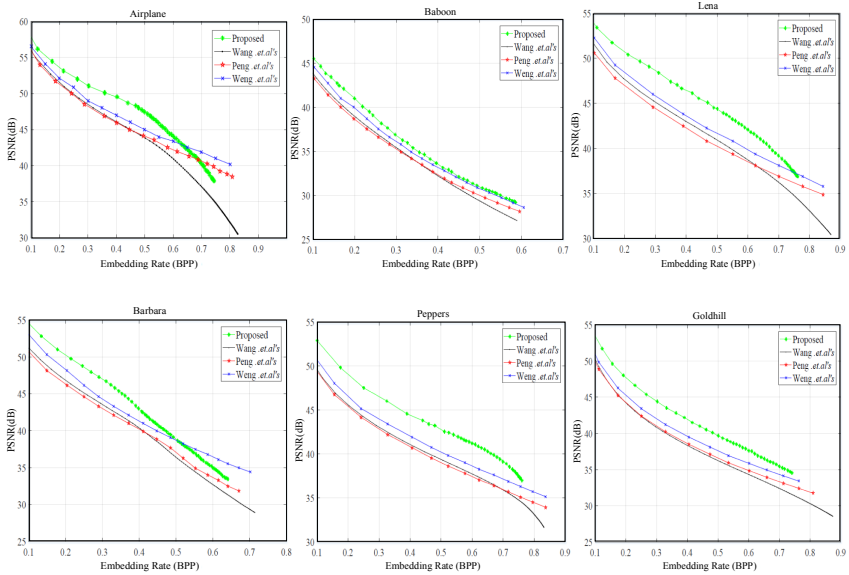 Airplane
60
55
50
45
40
35
30
PSNR(dB)
0.1 0.2 0.3 0.4 0.5 0.6 0.7 0.8 0.9 1
Embedding Rate (BPP)
Proposed
Wang .et.al's
Peng .et.al's
Weng .et.al's
Baboon
50
45
40
35
30
25
PSNR(dB)
0.1 0.2 0.3 0.4 0.5 0.6 0.7
Embedding Rate (BPP)
Proposed
Wang .et.al's
Peng .et.al's
Weng .et.al's
Lena
55
50
45
40
35
30
PSNR(dB)
0.1 0.2 0.3 0.4 0.5 0.6 0.7 0.8 0.9
Embedding Rate (BPP)
Proposed
Wang .et.al's
Peng .et.al's
Weng .et.al's
Barbara
55
50
45
40
35
30
25
PSNR(dB)
0.1 0.2 0.3 0.4 0.5 0.6 0.7 0.8
Embedding Rate (BPP)
Proposed
Wang .et.al's
Peng .et.al's
Weng .et.al's
Peppers
55
50
45
40
35
30
PSNR(dB)
0.1 0.2 0.3 0.4 0.5 0.6 0.7 0.8 0.9
Embedding Rate (BPP)
Proposed
Wang .et.al's
Peng .et.al's
Weng .et.al's
Goldhill
55
50
45
40
35
30
25
PSNR(dB)
0.1 0.2 0.3 0.4 0.5 0.6 0.7 0.8 0.9
Embedding Rate (BPP)
Proposed
Wang .et.al's
Peng .et.al's
Weng .et.al's